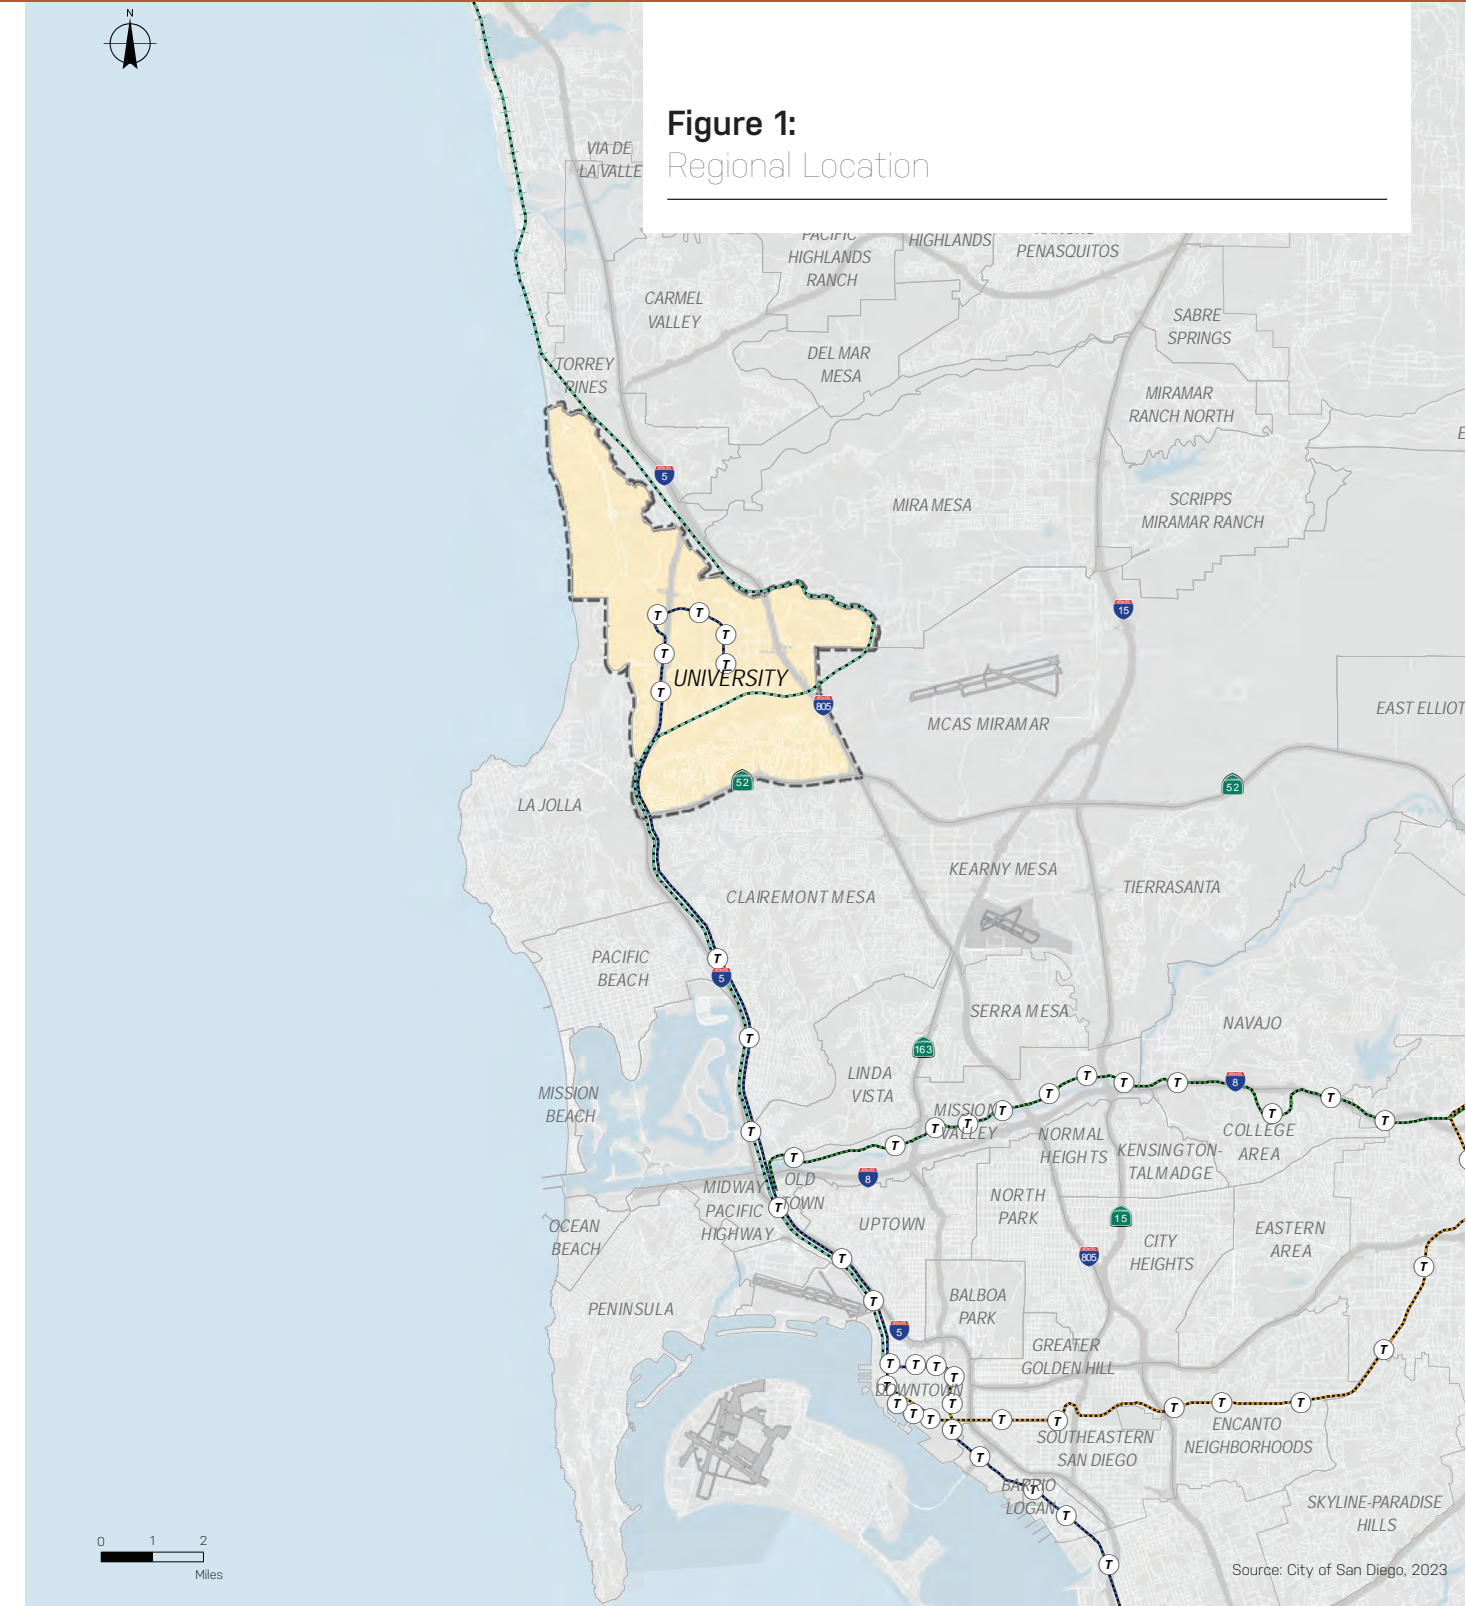 N
Figure 1:
Regional Location
VIA DE
LA VALLE
PACIFIC
HIGHLANDS
RANCH
HIGHLANDS
PENASQUITOS
CARMEL
VALLEY
SABRE
SPRINGS
DEL MAR
MESA
TORREY
PINES
MIRAMAR
RANCH NORTH
5
MIRA MESA
SCRIPPS
MIRAMAR RANCH
15
T
T
T
T
T
T
UNIVERSITY
805
MCAS MIRAMAR
EAST ELLIOT
52
52
LA JOLLA
KEARNY MESA
TIERRASANTA
CLAIREMONT MESA
PACIFIC
BEACH
T
5
SERRA MESA
NAVAJO
T
163
LINDA
VISTA
8
MISSION
BEACH
T
T
T
T
T
T
T
T
T
T
T
T
T
T
MISSION
VALLEY
NORMAL
HEIGHTS
KENSINGTON-
TALMADGE
COLLEGE
AREA
8
OLD
TOWN
MIDWAY
PACIFIC
HIGHWAY
T
NORTH
PARK
15
UPTOWN
OCEAN
BEACH
CITY
HEIGHTS
EASTERN
AREA
805
T
T
PENINSULA
BALBOA
PARK
T
5
GREATER
GOLDEN HILL
T
T
T
T
T
T
DOWNTOWN
T
T
T
T
T
T
T
T
T
T
T
ENCANTO
NEIGHBORHOODS
SOUTHEASTERN
SAN DIEGO
T
BARRIO
LOGAN
T
T
T
SKYLINE-PARADISE
HILLS
0 1 2
Miles
Source: City of San Diego, 2023